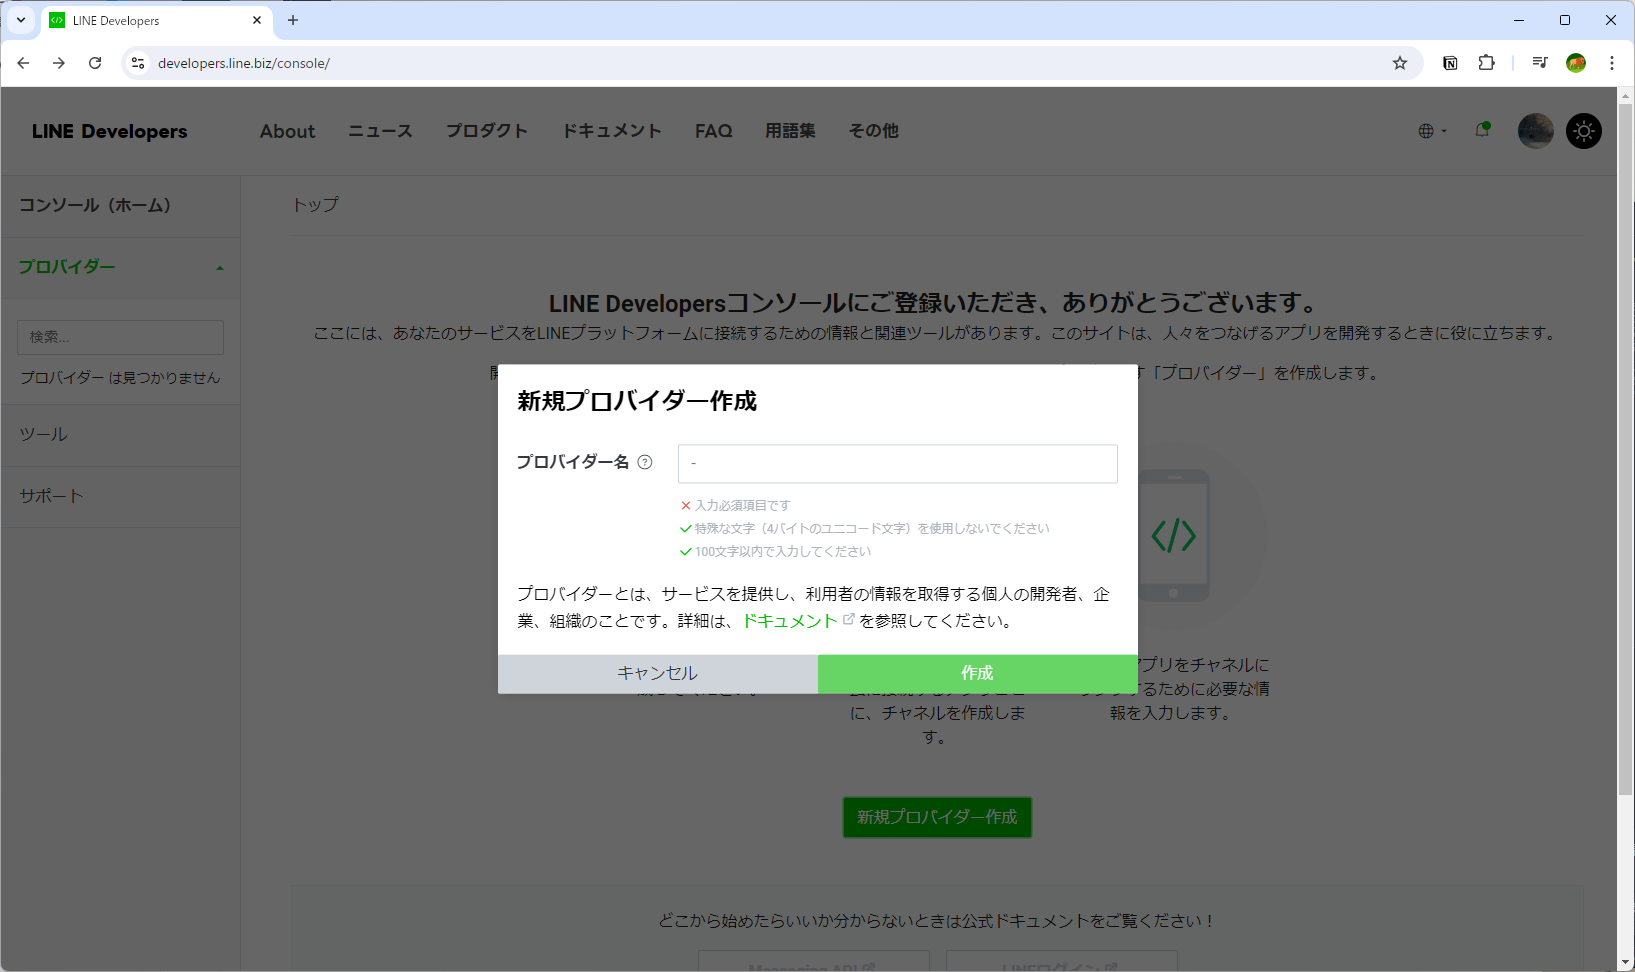 LINE Developers
developers.line.biz/console/
LINE Developers
About ニュース プロダクト ドキュメント FAQ 用語集 その他
コンソール（ホーム）
トップ
プロバイダー
検索...
プロバイダー は見つかりません
ツール
サポート
LINE Developersコンソールにご登録いただき、ありがとうございます。
ここには、あなたのサービスをLINEプラットフォームに接続するための情報と関連ツールがあります。このサイトは、人々をつなげるアプリを開発するときに役に立ちます。
「プロバイダー」を作成します。
新規プロバイダー作成
プロバイダー名
-
入力必須項目です
特殊な文字（4バイトのユニコード文字）を使用しないでください
100文字以内で入力してください
プロバイダーとは、サービスを提供し、利用者の情報を取得する個人の開発者、企
業、組織のことです。詳細は、ドキュメント を参照してください。
キャンセル
作成
アプリをチャネルに
に、チャネルを作成しま
す。
するために必要な情
報を入力します。
新規プロバイダー作成
どこから始めたらいいか分からないときは公式ドキュメントをご覧ください！
Messaging API
LINEログイン